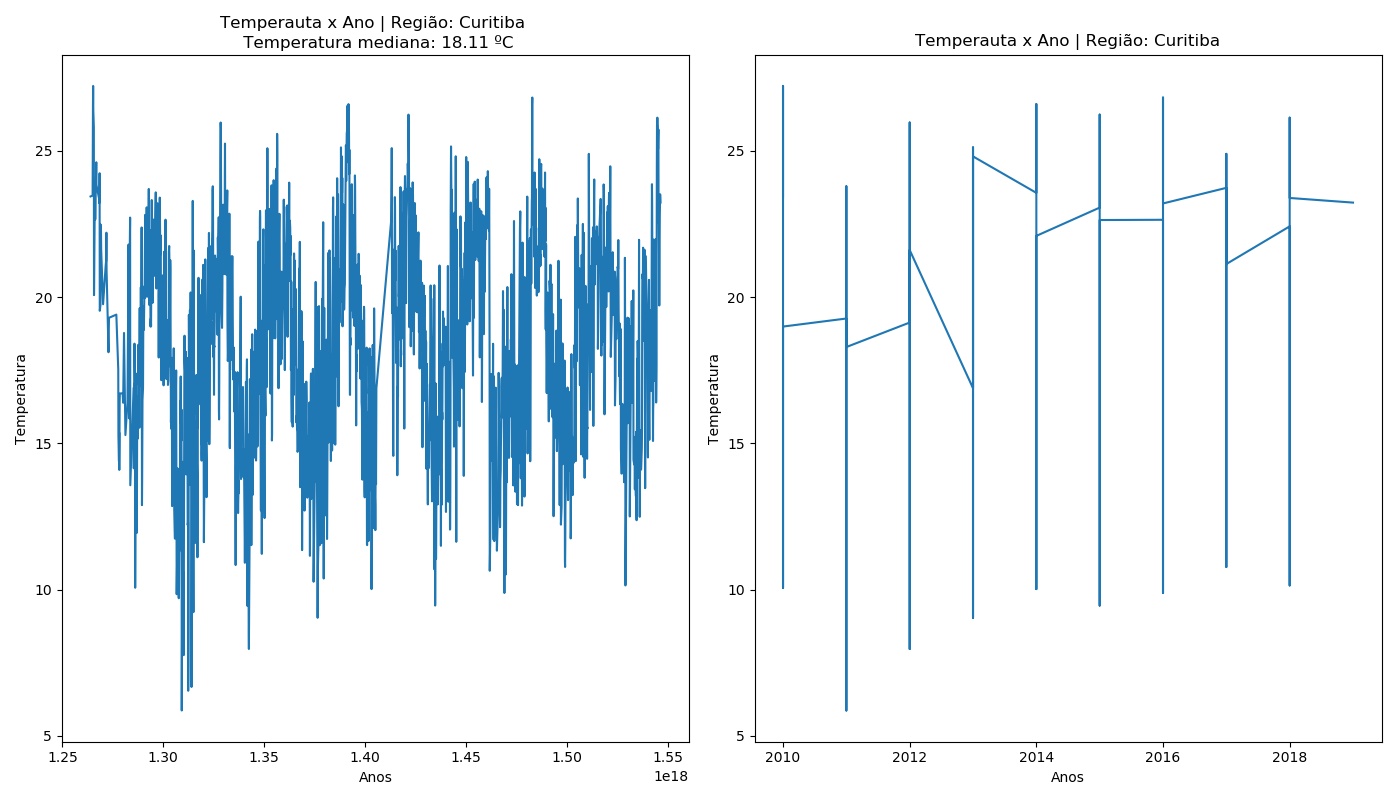 Temperauta x Ano | Região: Curitiba
Temperatura mediana: 18.11 ºC
Temperatura
25
20
15
10
5
1.25 1.30 1.35 1.40 1.45 1.50 1.55
1e18
Anos
Temperauta x Ano | Região: Curitiba
Temperatura
25
20
15
10
5
2010 2012 2014 2016 2018
Anos